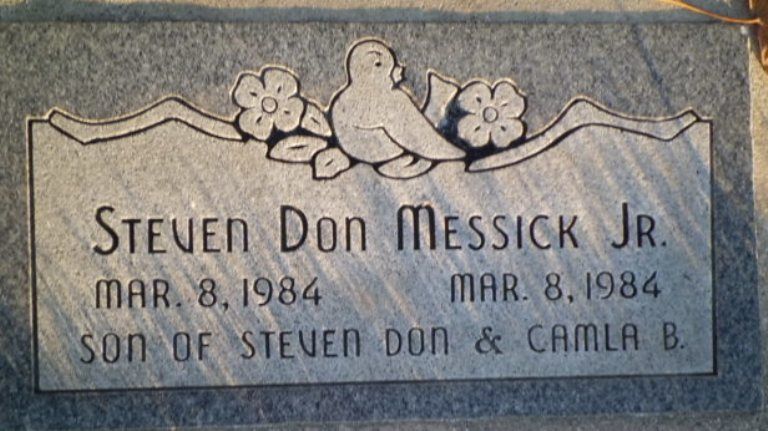 Steven Don Messick Jr.
MAR. 8, 1984 MAR. 8, 1984
SON OF STEVEN DON & CAMLA B.